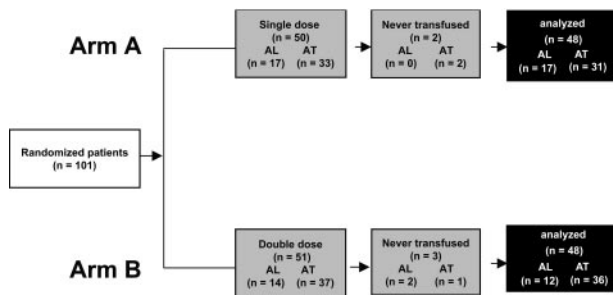 Arm A
Single dose
(n = 50)
AL AT
(n = 17) (n = 33)
Never transfused
(n = 2)
AL AT
(n = 0) (n = 2)
analyzed
(n = 48)
AL AT
(n = 17) (n = 31)
Randomized patients
(n = 101)
Arm B
Double dose
(n = 51)
AL AT
(n = 14) (n = 37)
Never transfused
(n = 3)
AL AT
(n = 2) (n = 1)
analyzed
(n = 48)
AL AT
(n = 12) (n = 36)